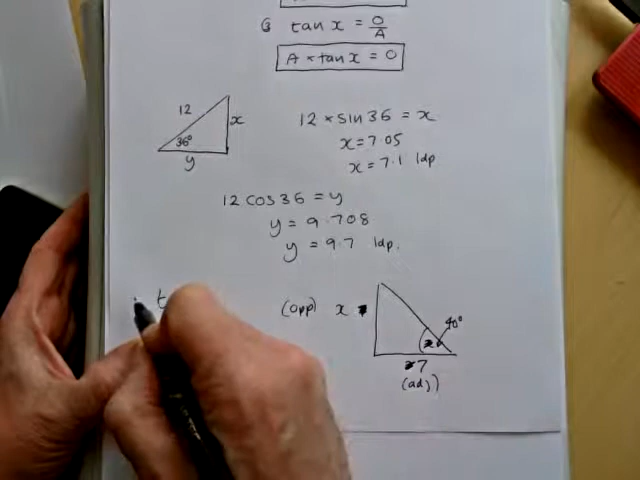 ③ tan x = O/A
A × tan x = O
12
x
36°
y
12 × sin 36 = x
x = 7.05
x = 7.1 1dp
12 cos 36 = y
y = 9.708
y = 9.7 1dp.
t
(opp) x
40°
7
(adj)